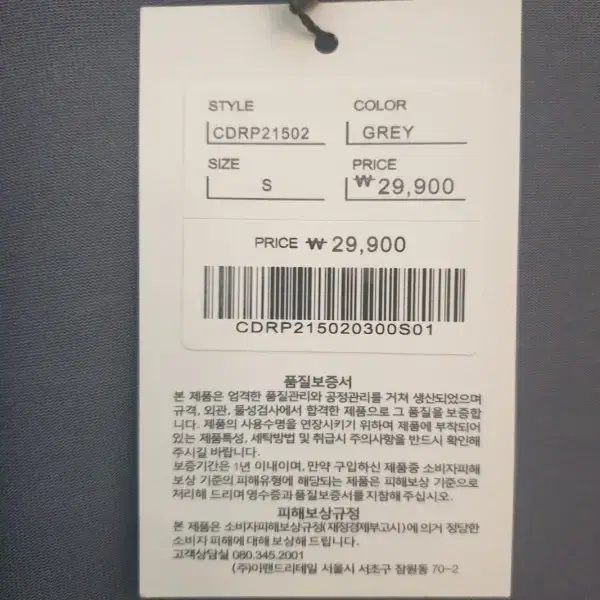 STYLE COLOR
CDRP21502 GREY
SIZE PRICE
S ₩29,900
PRICE ₩ 29,900
CDRP215020300S01
품질보증서
본 제품은 엄격한 품질관리와 공정관리를 거쳐 생산되었으며
규격, 외관, 물성검사에서 합격한 제품으로 그 품질을 보증합
니다. 제품의 사용수명을 연장시키기 위하여 제품에 부착되어
있는 제품특성, 세탁방법 및 취급시 주의사항을 반드시 확인해
주시길 바랍니다.
보증기간은 1년 이내이며, 만약 구입하신 제품중 소비자피해
보상 기준의 피해유형에 해당되는 제품은 피해보상 기준으로
처리해 드리며 영수증과 품질보증서를 지참해 주십시오.
피해보상규정
본 제품은 소비자피해보상규정(재정경제부고시)에 의거 정당한
소비자 피해에 대해 보상해 드립니다.
고객상담실 080.345.2001
(주)이랜드리테일 서울시 서초구 잠원동 70-2